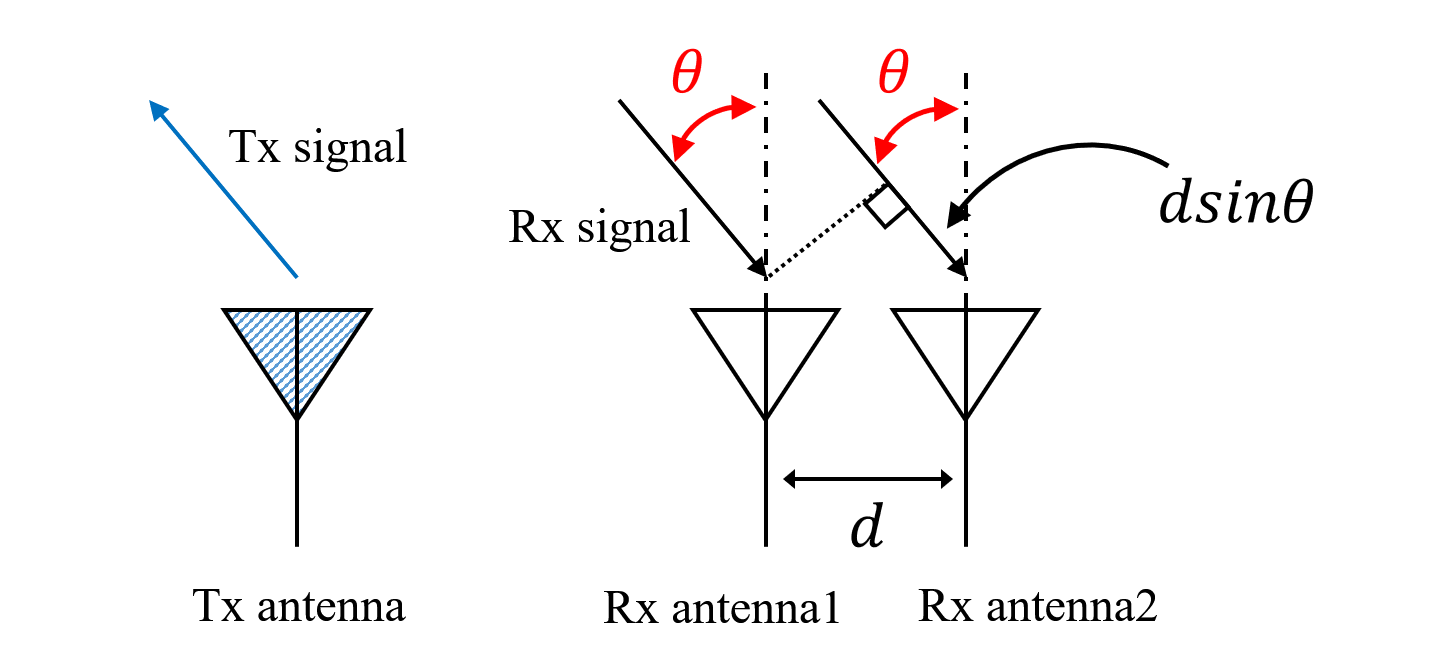 θ
θ
Tx signal
dsinθ
Rx signal
d
Tx antenna
Rx antenna1
Rx antenna2